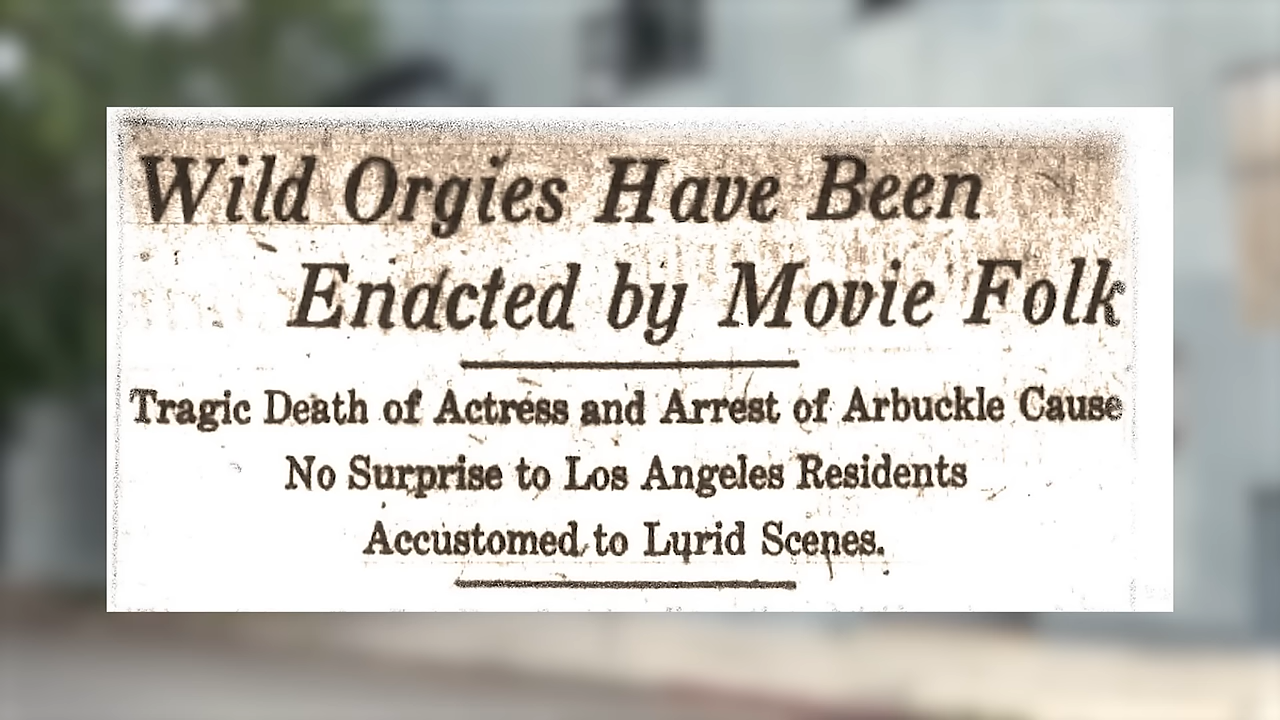 Wild Orgies Have Been
Enacted by Movie Folk
Tragic Death of Actress and Arrest of Arbuckle Cause
No Surprise to Los Angeles Residents
Accustomed to Lurid Scenes.